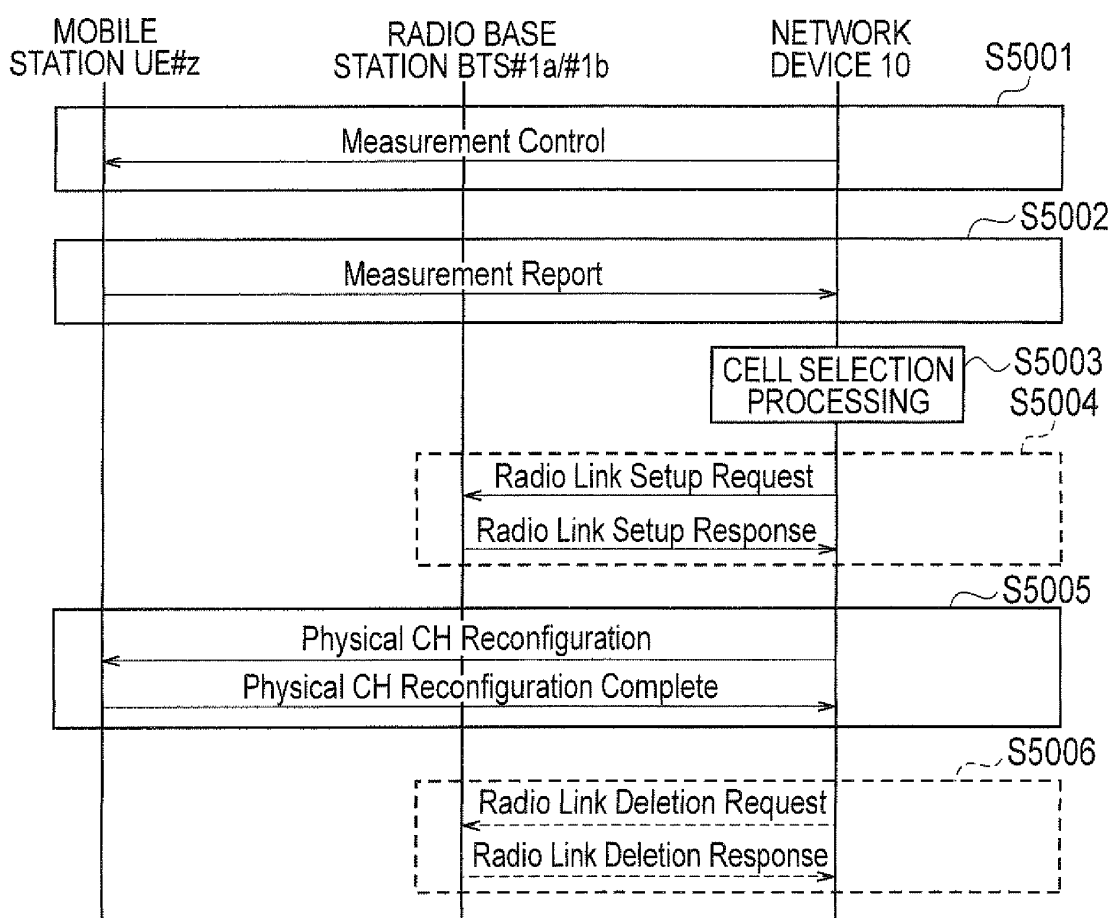 MOBILE
STATION UE#z
RADIO BASE
STATION BTS#1a/#1b
NETWORK
DEVICE 10
S5001
Measurement Control
S5002
Measurement Report
CELL SELECTION
PROCESSING
S5003
S5004
Radio Link Setup Request
Radio Link Setup Response
S5005
Physical CH Reconfiguration
Physical CH Reconfiguration Complete
S5006
Radio Link Deletion Request
Radio Link Deletion Response